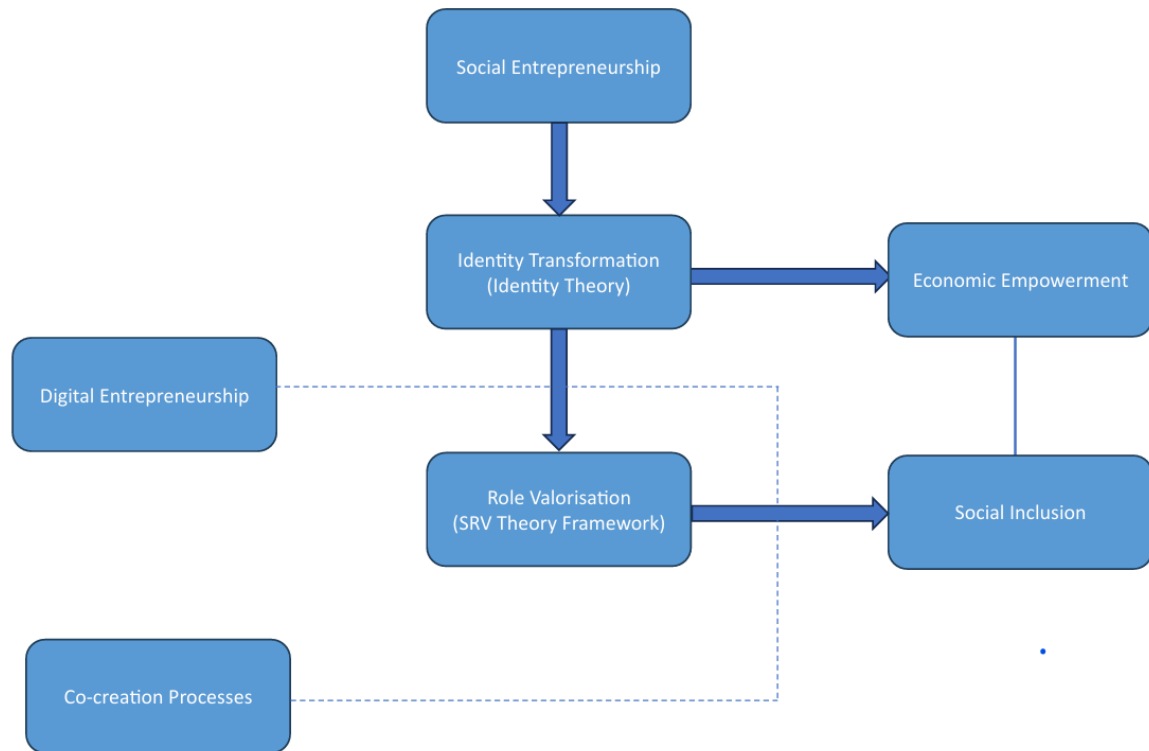 Social Entrepreneurship
Identity Transformation
(Identity Theory)
Economic Empowerment
Digital Entrepreneurship
Role Valorisation
(SRV Theory Framework)
Social Inclusion
Co-creation Processes